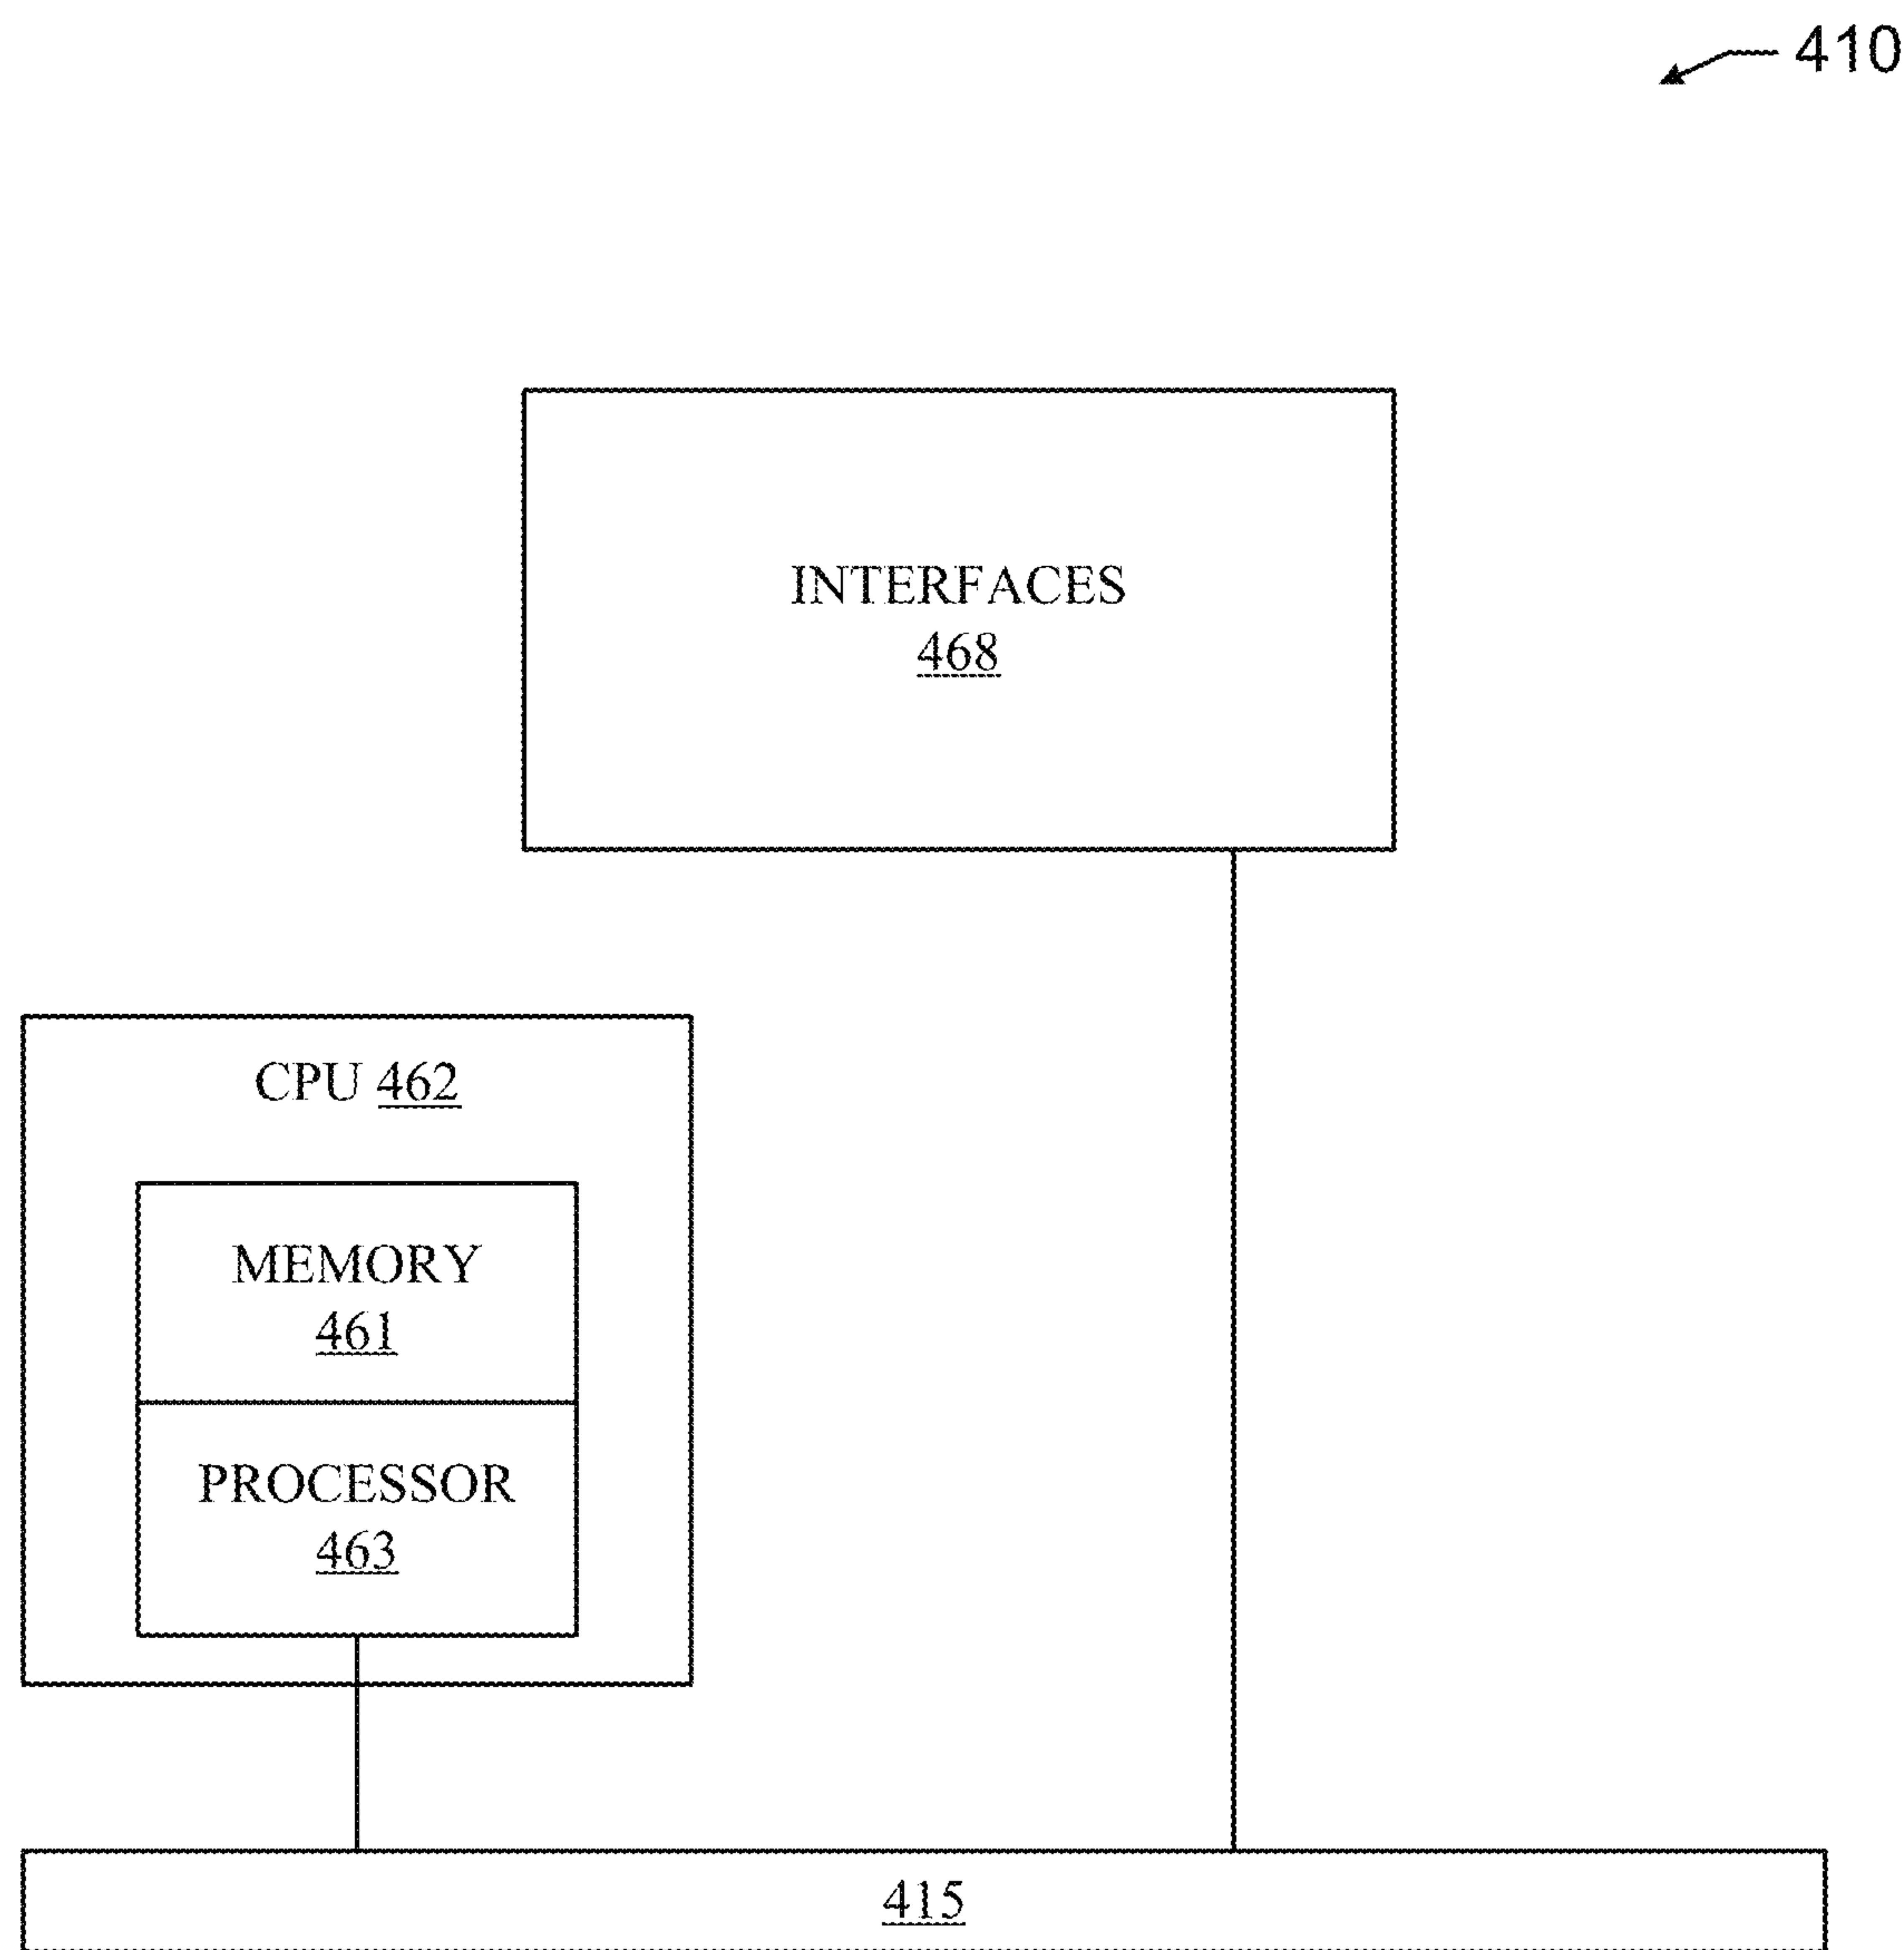 410
INTERFACES
468
CPU 462
MEMORY
461
PROCESSOR
463
415